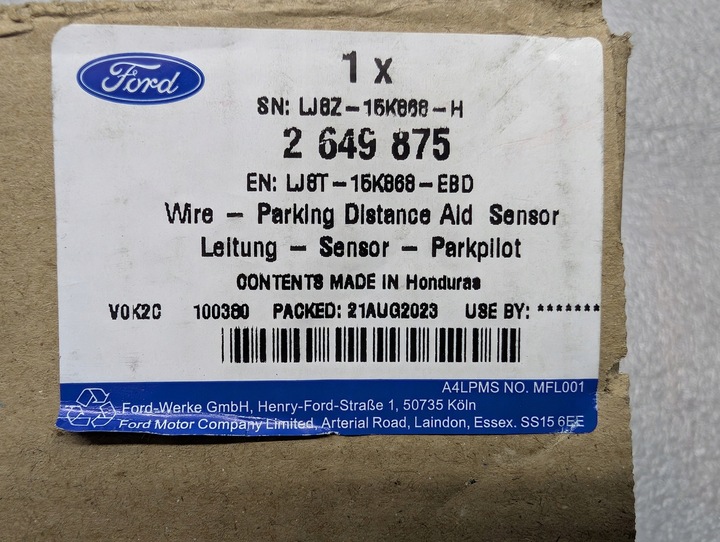 Ford
1 x
SN: LJ8Z-15K868-H
2 649 875
EN: LJ8T-15K868-EBD
Wire - Parking Distance Aid Sensor
Leitung - Sensor - Parkpilot
CONTENTS MADE IN Honduras
V0K2C 100380 PACKED: 21AUG2023 USE BY: *******
A4LPMS NO. MFL001
Ford-Werke GmbH, Henry-Ford-Straße 1, 50735 Köln
Ford Motor Company Limited, Arterial Road, Laindon, Essex. SS15 6EE